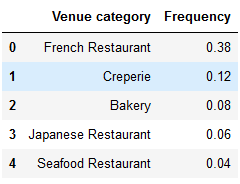 Venue category Frequency
0 French Restaurant 0.38
1 Creperie 0.12
2 Bakery 0.08
3 Japanese Restaurant 0.06
4 Seafood Restaurant 0.04